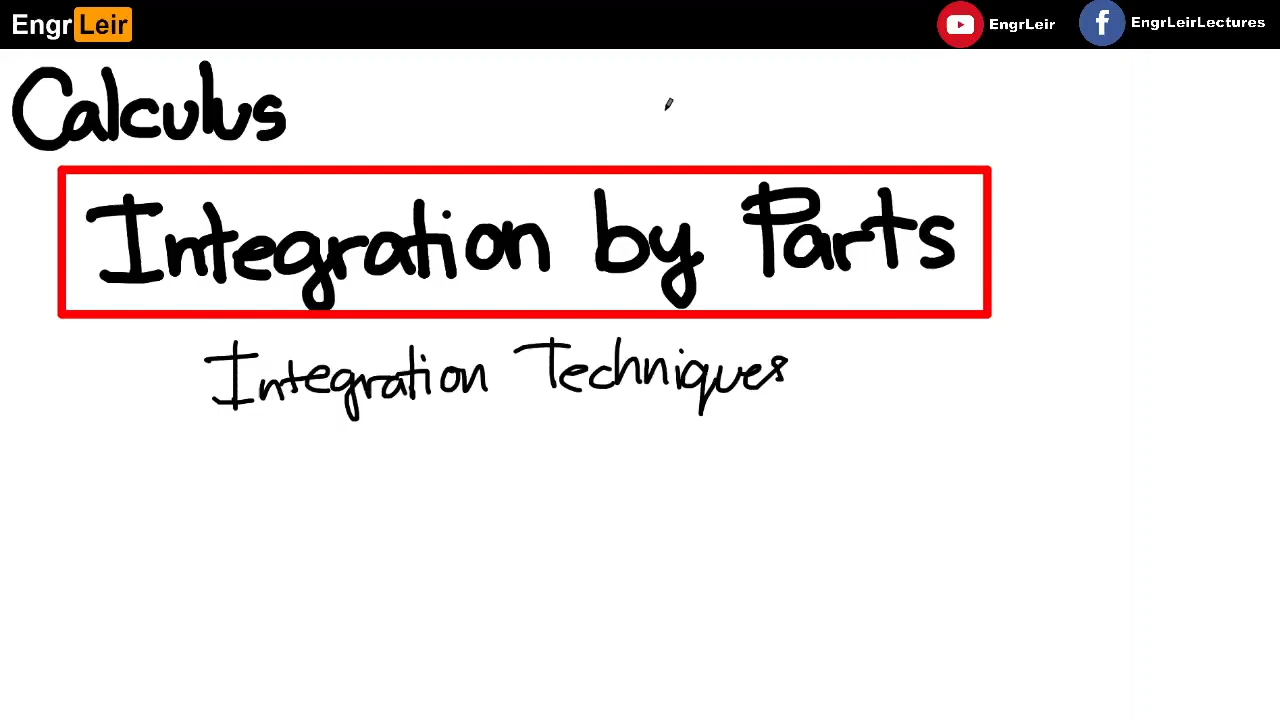 EngrLeir EngrLeir EngrLeirLectures
Calculus
Integration by Parts
Integration Techniques